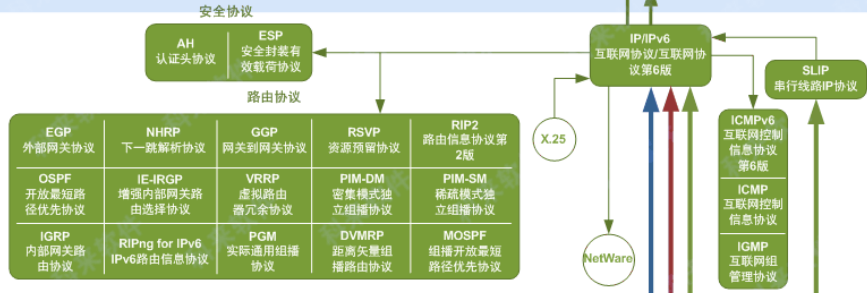 安全协议
AH
认证头协议
ESP
安全封装有
效载荷协议
IP/IPv6
互联网协议/互联网协
议第6版
SLIP
串行线路IP协议
路由协议
EGP
外部网关协议
NHRP
下一跳解析协议
GGP
网关到网关协议
RSVP
资源预留协议
RIP2
路由信息协议第
2版
OSPF
开放最短路
径优先协议
IE-IRGP
增强内部网关路
由选择协议
VRRP
虚拟路由
器冗余协议
PIM-DM
密集模式独
立组播协议
PIM-SM
稀疏模式独
立组播协议
IGRP
内部网关路
由协议
RIPng for IPv6
IPv6路由信息协议
PGM
实际通用组播
协议
DVMRP
距离矢量组
播路由协议
MOSPF
组播开放最短
路径优先协议
X.25
NetWare
ICMPv6
互联网控制
信息协议
第6版
ICMP
互联网控制
信息协议
IGMP
互联网组
管理协议